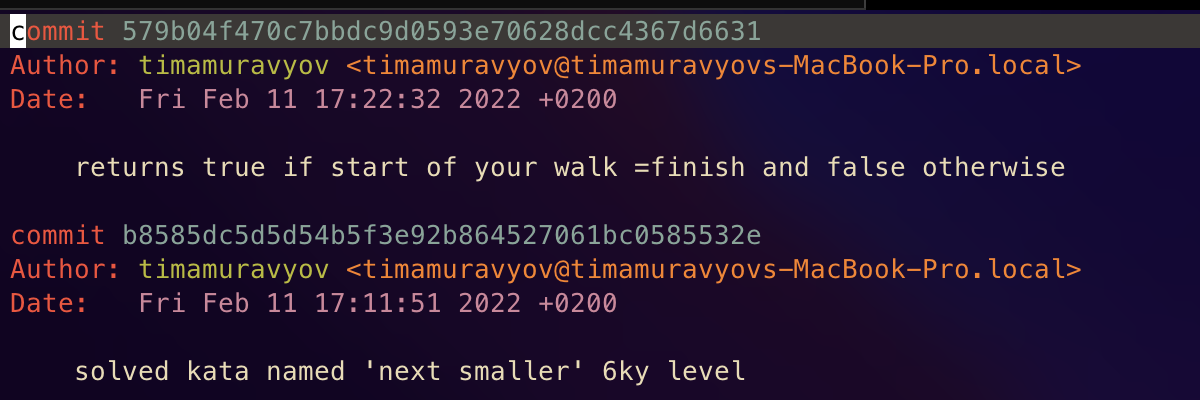 commit 579b04f470c7bbdc9d0593e70628dcc4367d6631
Author: timamuravyov <timamuravyov@timamuravyovs-MacBook-Pro.local>
Date:   Fri Feb 11 17:22:32 2022 +0200
    returns true if start of your walk =finish and false otherwise
commit b8585dc5d5d54b5f3e92b864527061bc0585532e
Author: timamuravyov <timamuravyov@timamuravyovs-MacBook-Pro.local>
Date:   Fri Feb 11 17:11:51 2022 +0200
    solved kata named 'next smaller' 6ky level